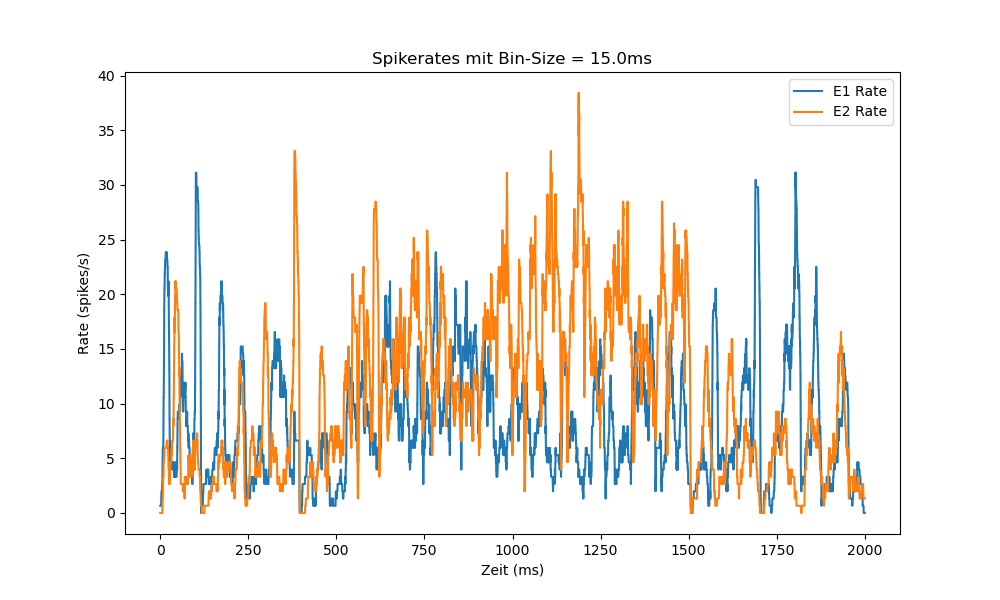 Spikerates mit Bin-Size = 15.0ms
E1 Rate
E2 Rate
40
35
30
25
20
15
10
5
0
Rate (spikes/s)
0 250 500 750 1000 1250 1500 1750 2000
Zeit (ms)